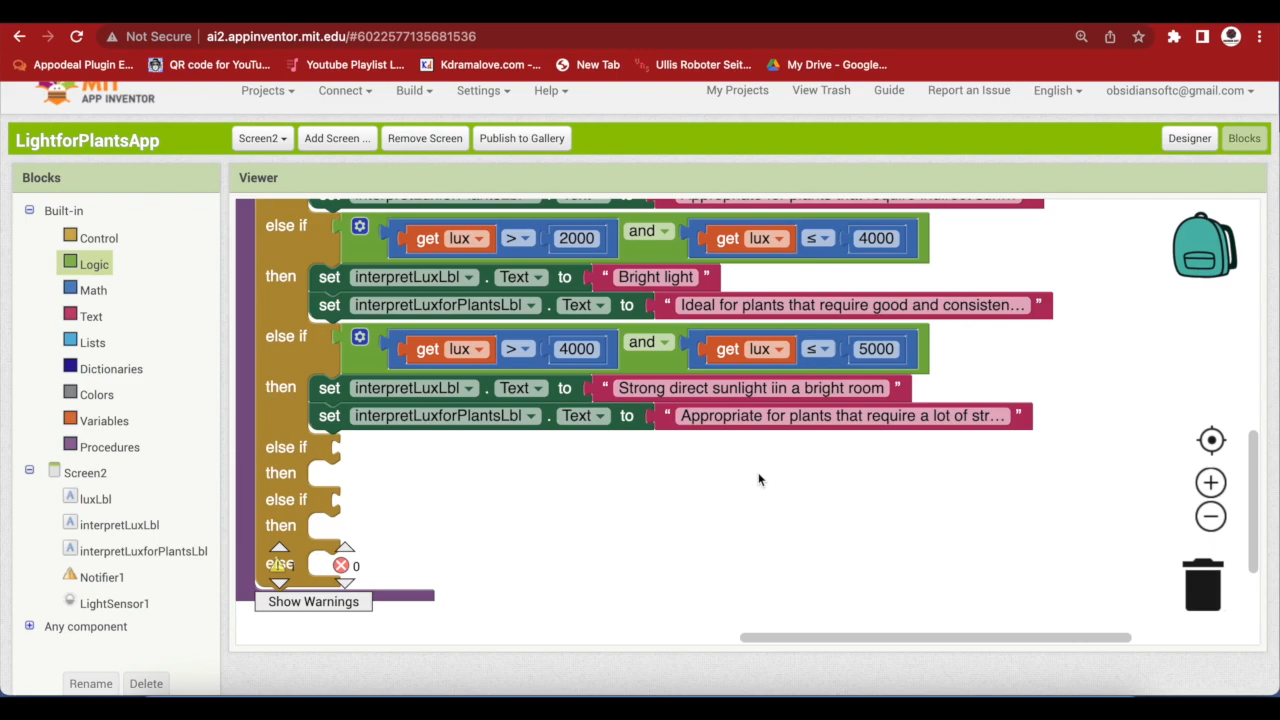 Not Secure ai2.appinventor.mit.edu/#6022577135681536
Appodeal Plugin E... QR code for YouTu... Youtube Playlist L... Kdramalove.com -... New Tab Ullis Roboter Seit... My Drive - Google...
MIT
APP INVENTOR
Projects Connect Build Settings Help My Projects View Trash Guide Report an Issue English obsidiansoftc@gmail.com
LightforPlantsApp Screen2 Add Screen ... Remove Screen Publish to Gallery Designer Blocks
Blocks Viewer
Built-in
Control
Logic
Math
Text
Lists
Dictionaries
Colors
Variables
Procedures
Screen2
luxLbl
interpretLuxLbl
interpretLuxforPlantsLbl
Notifier1
LightSensor1
Any component
Rename Delete
else if get lux > 2000 and get lux ≤ 4000
then set interpretLuxLbl . Text to “ Bright light ”
set interpretLuxforPlantsLbl . Text to “ Ideal for plants that require good and consisten... ”
else if get lux > 4000 and get lux ≤ 5000
then set interpretLuxLbl . Text to “ Strong direct sunlight iin a bright room ”
set interpretLuxforPlantsLbl . Text to “ Appropriate for plants that require a lot of str... ”
else if
then
else if
then
else 0
Show Warnings